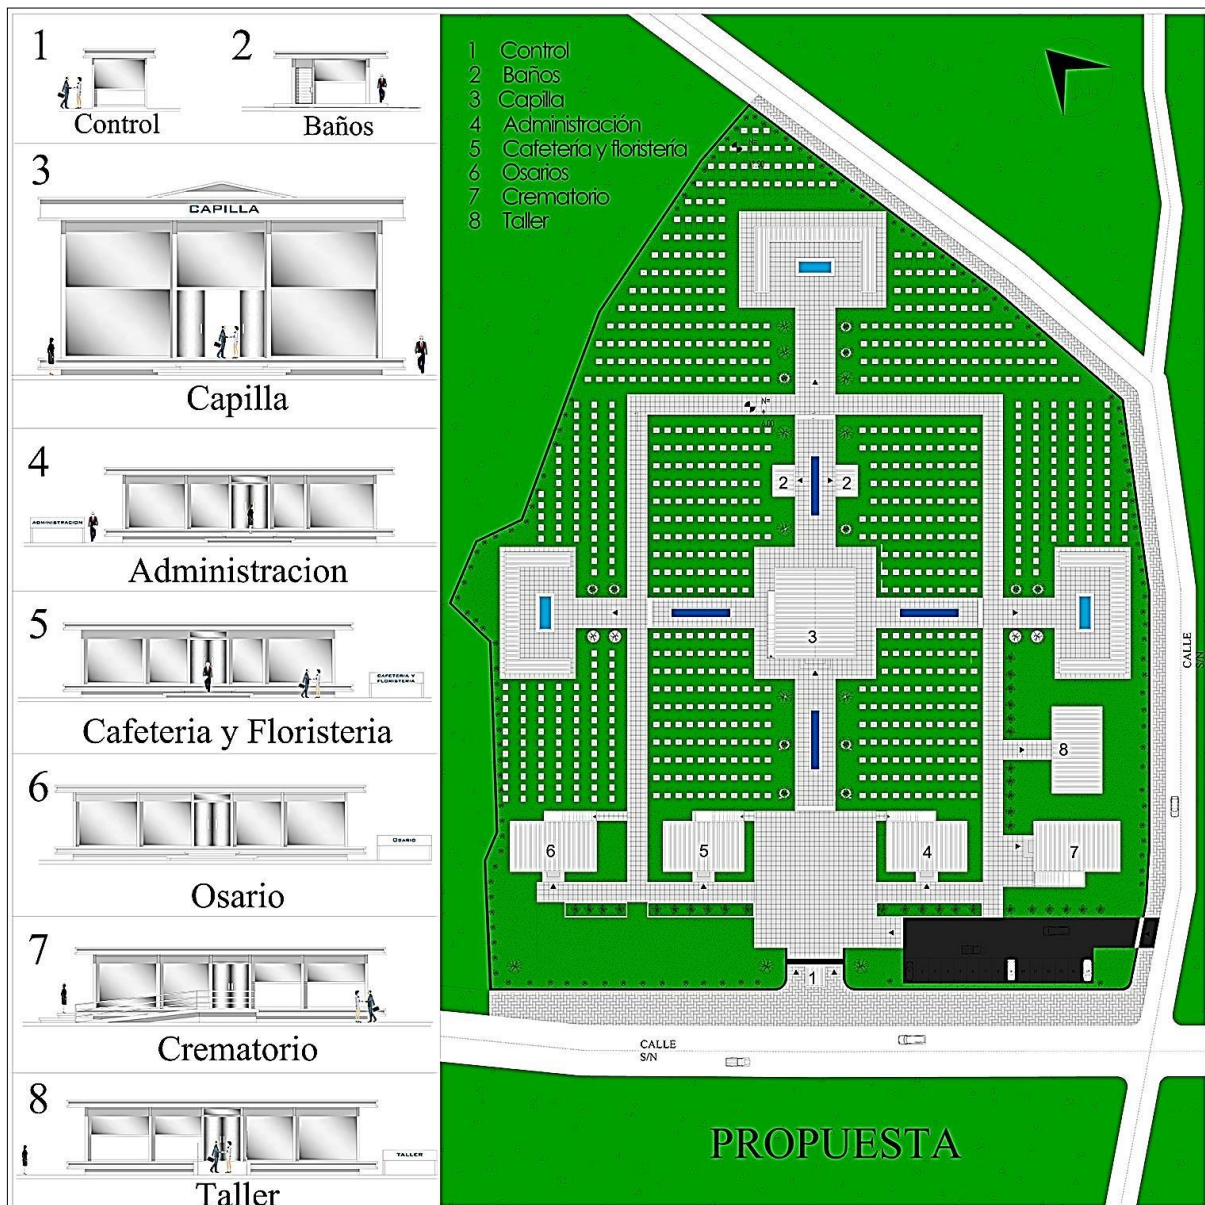 1
Control
2
Baños
3
CAPILLA
Capilla
4
ADMINISTRACION
Administracion
5
CAFETERIA Y
FLORISTERIA
Cafeteria y Floristeria
6
OSARIO
Osario
7
Crematorio
8
TALLER
Taller
1 Control
2 Baños
3 Capilla
4 Administración
5 Cafetería y floristería
6 Osarios
7 Crematorio
8 Taller
N=
2
2
3
CALLE
S/N
8
6
5
4
7
1
CALLE
S/N
PROPUESTA